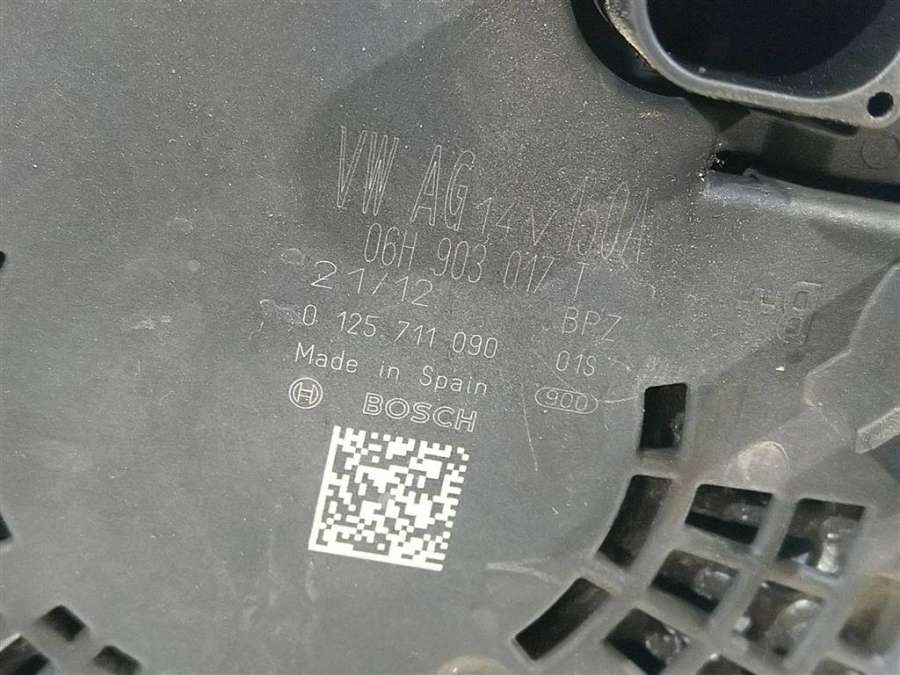 VW AG 14V 150A
06H 903 017 T
21/12 BPZ
0 125 711 090 01S
Made in Spain 900
BOSCH